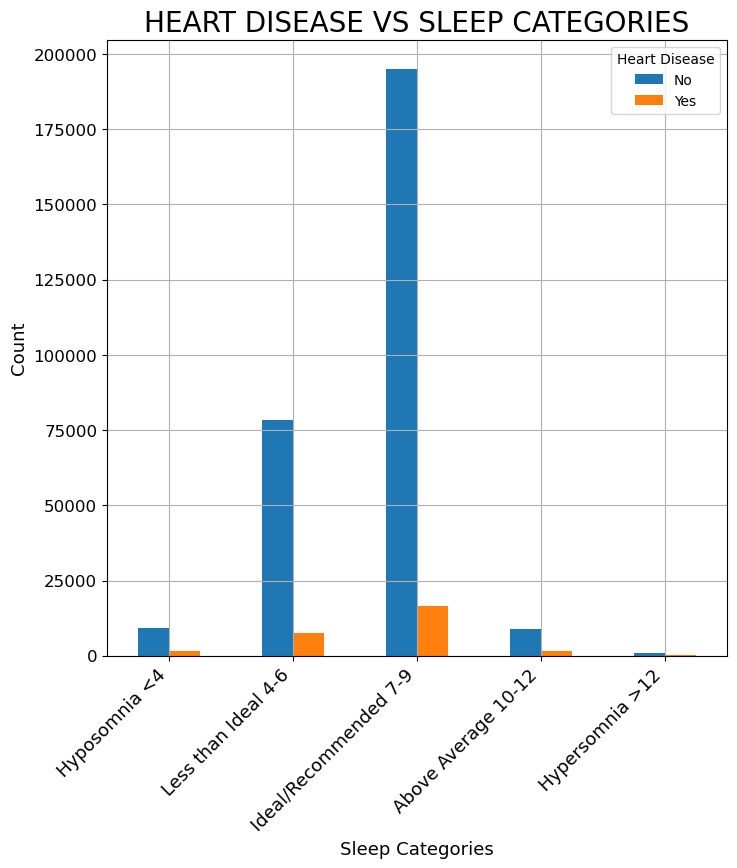 HEART DISEASE VS SLEEP CATEGORIES
Heart Disease
No
Yes
200000
175000
150000
125000
100000
75000
50000
25000
0
Count
Hyposomnia <4
Less than Ideal 4-6
Ideal/Recommended 7-9
Above Average 10-12
Hypersomnia >12
Sleep Categories